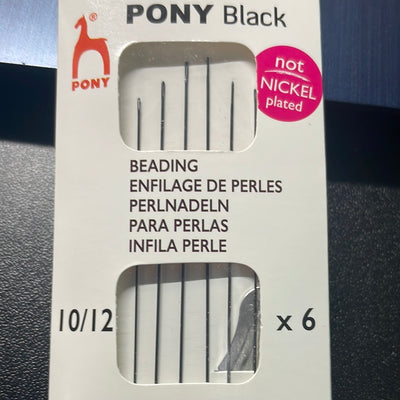 PONY Black
®
PONY
not
NICKEL
plated
BEADING
ENFILAGE DE PERLES
PERLNADELN
PARA PERLAS
INFILA PERLE
10/12 x 6